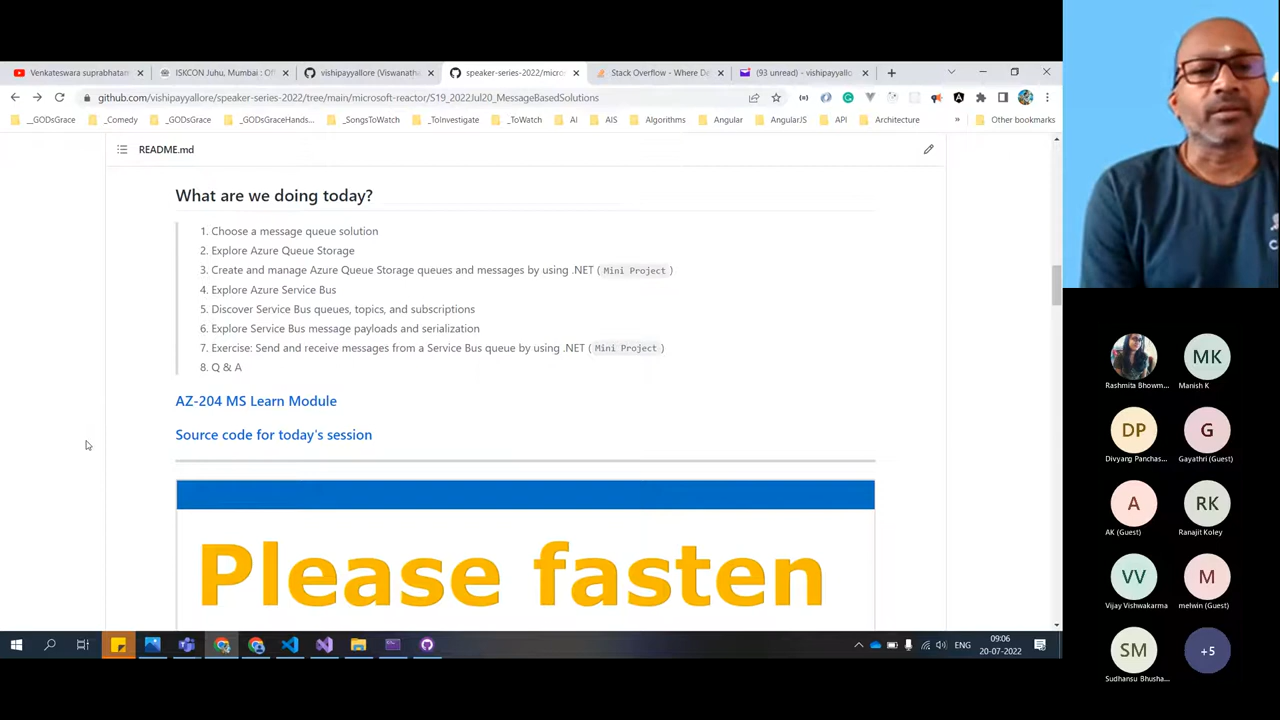 Venkateswara suprabhatam
ISKCON Juhu, Mumbai : Off
vishipayyallore (Viswanatha
speaker-series-2022/micros
Stack Overflow - Where De
(93 unread) - vishipayyallo
github.com/vishipayyallore/speaker-series-2022/tree/main/microsoft-reactor/S19_2022Jul20_MessageBasedSolutions
__GODsGrace
_Comedy
_GODsGrace
_GODsGraceHands...
_SongsToWatch
_ToInvestigate
_ToWatch
AI
AIS
Algorithms
Angular
AngularJS
API
Architecture
»
Other bookmarks
README.md
What are we doing today?
1. Choose a message queue solution
2. Explore Azure Queue Storage
3. Create and manage Azure Queue Storage queues and messages by using .NET ( Mini Project )
4. Explore Azure Service Bus
5. Discover Service Bus queues, topics, and subscriptions
6. Explore Service Bus message payloads and serialization
7. Exercise: Send and receive messages from a Service Bus queue by using .NET ( Mini Project )
8. Q & A
AZ-204 MS Learn Module
Source code for today's session
Please fasten
ENG
09:06
20-07-2022
Rashmita Bhowm...
MK
Manish K
DP
Divyang Panchas...
G
Gayathri (Guest)
A
AK (Guest)
RK
Ranajit Koley
VV
Vijay Vishwakarma
M
melwin (Guest)
SM
Sudhansu Bhusha...
+5